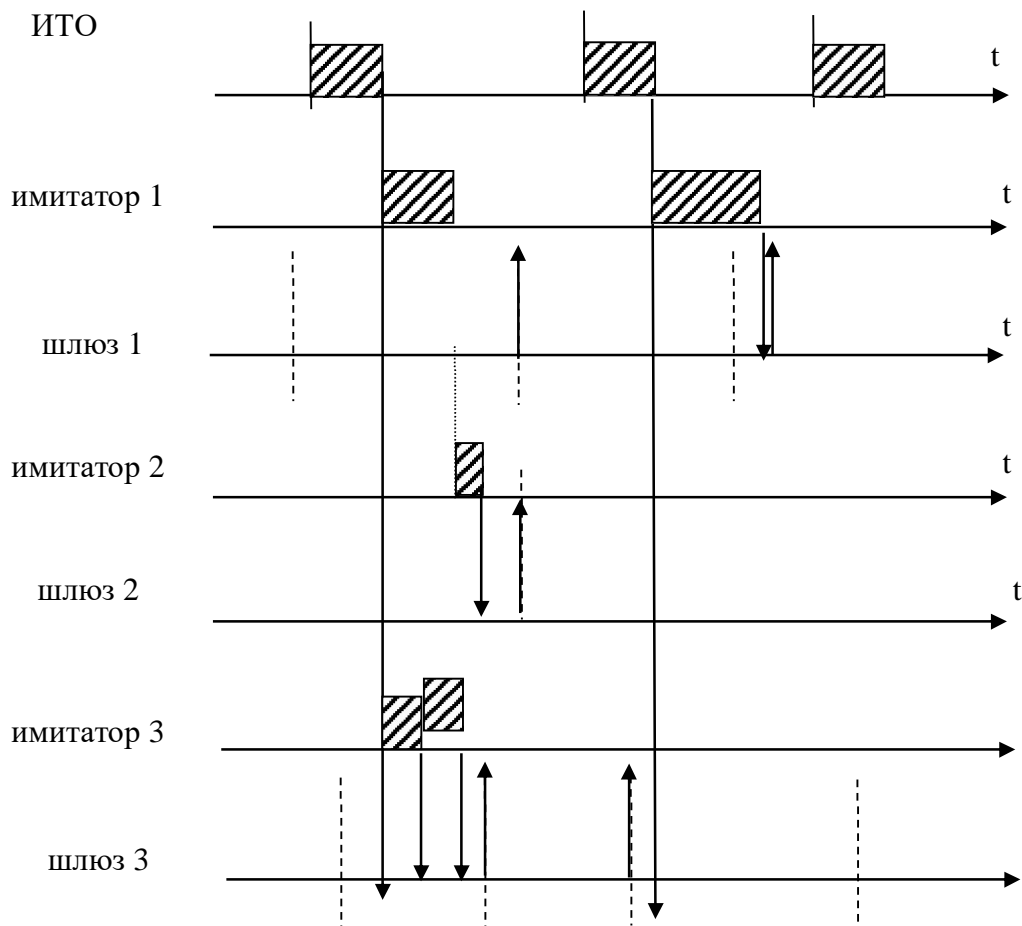 ИТО
t
имитатор 1
t
шлюз 1
t
имитатор 2
t
шлюз 2
t
имитатор 3
шлюз 3